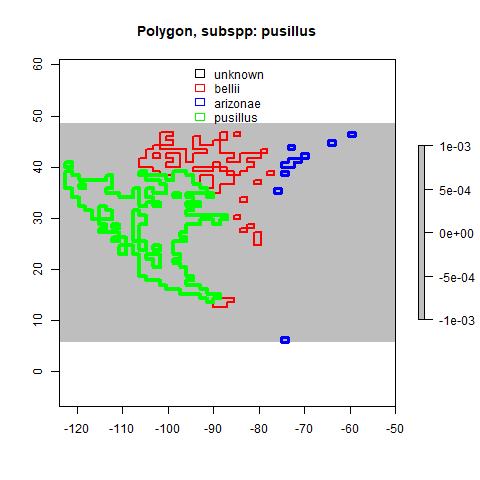 Polygon, subspp: pusillus
unknown
bellii
arizonae
pusillus
60
50
40
30
20
10
0
-120 -110 -100 -90 -80 -70 -60 -50
1e-03
5e-04
0e+00
-5e-04
-1e-03